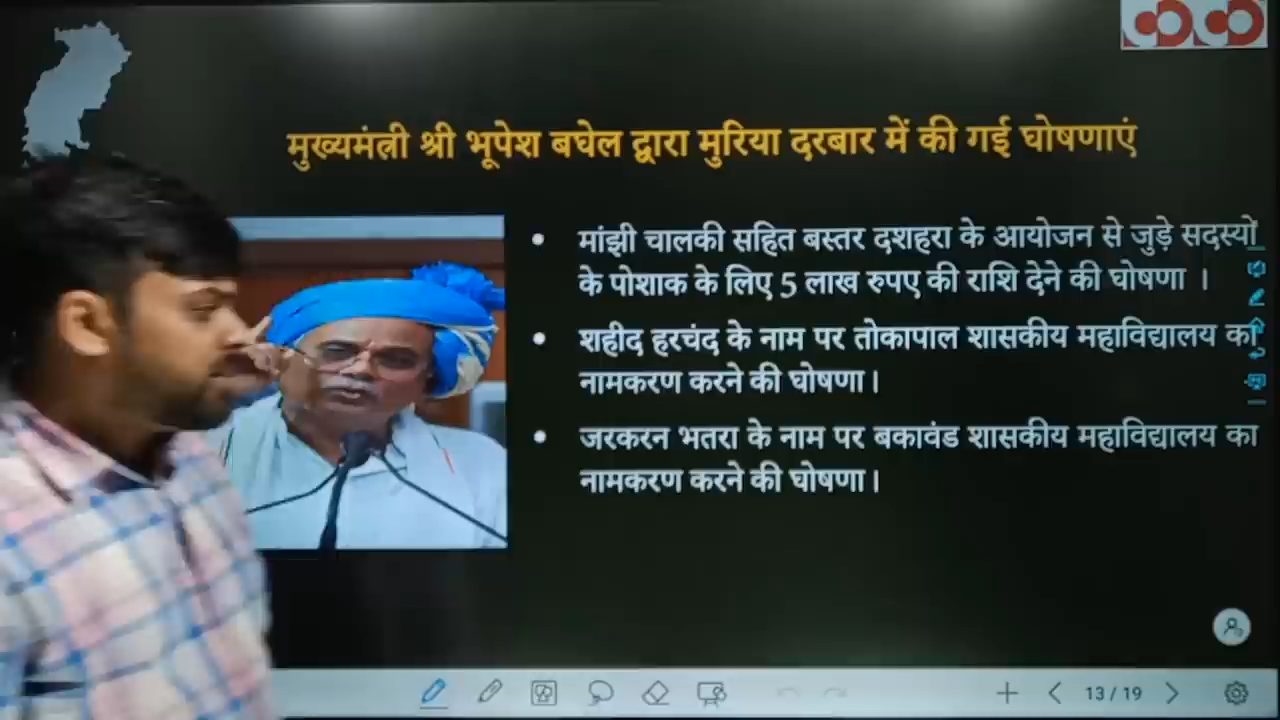 मुख्यमंत्री श्री भूपेश बघेल द्वारा मुरिया दरबार में की गई घोषणाएं
• मांझी चालकी सहित बस्तर दशहरा के आयोजन से जुड़े सदस्यों
के पोशाक के लिए 5 लाख रुपए की राशि देने की घोषणा ।
• शहीद हरचंद के नाम पर तोकापाल शासकीय महाविद्यालय का
नामकरण करने की घोषणा।
• जरकरन भतरा के नाम पर बकावंड शासकीय महाविद्यालय का
नामकरण करने की घोषणा।
13 / 19